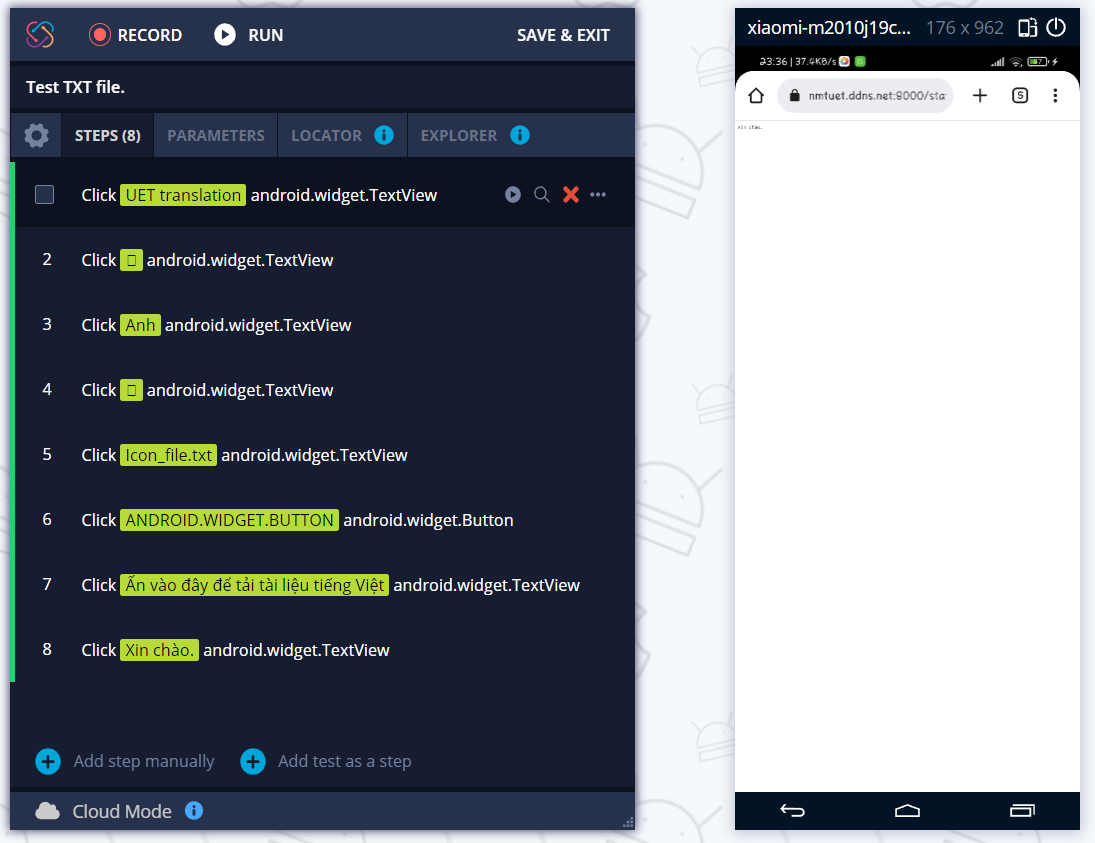 RECORD RUN SAVE & EXIT
Test TXT file.
STEPS (8) PARAMETERS LOCATOR EXPLORER
Click UET translation android.widget.TextView
2 Click android.widget.TextView
3 Click Anh android.widget.TextView
4 Click android.widget.TextView
5 Click Icon_file.txt android.widget.TextView
6 Click ANDROID.WIDGET.BUTTON android.widget.Button
7 Click Ấn vào đây để tải tài liệu tiếng Việt android.widget.TextView
8 Click Xin chào. android.widget.TextView
Add step manually Add test as a step
Cloud Mode
xiaomi-m2010j19c... 176 x 962
23:36 | 37.4KB/s
nmtuet.ddns.net:8000/sta
5
Xin chào.